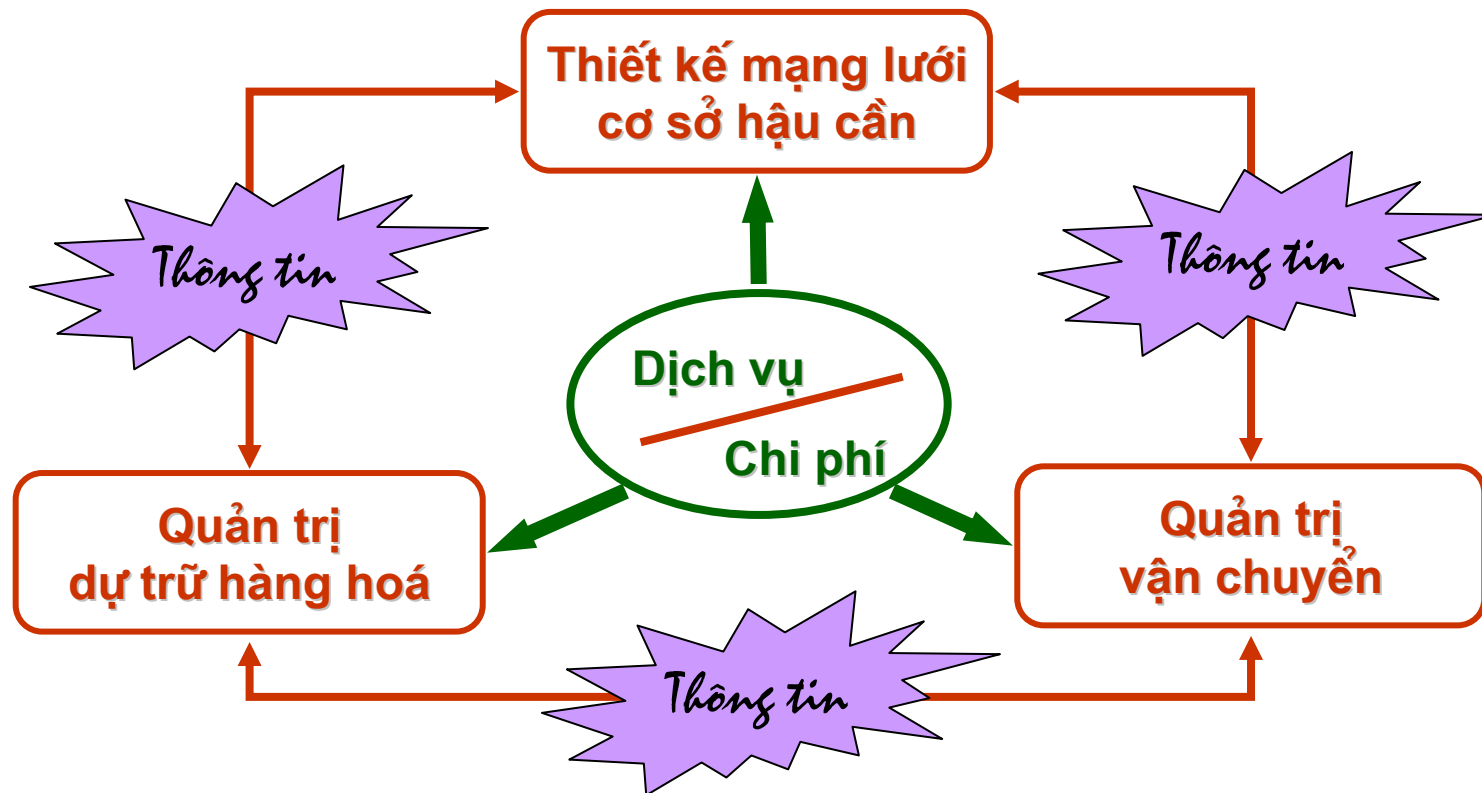 Thiết kế mạng lưới
cơ sở hậu cần
Thông tin
Thông tin
Dịch vụ
Chi phí
Quản trị
dự trữ hàng hoá
Quản trị
vận chuyển
Thông tin